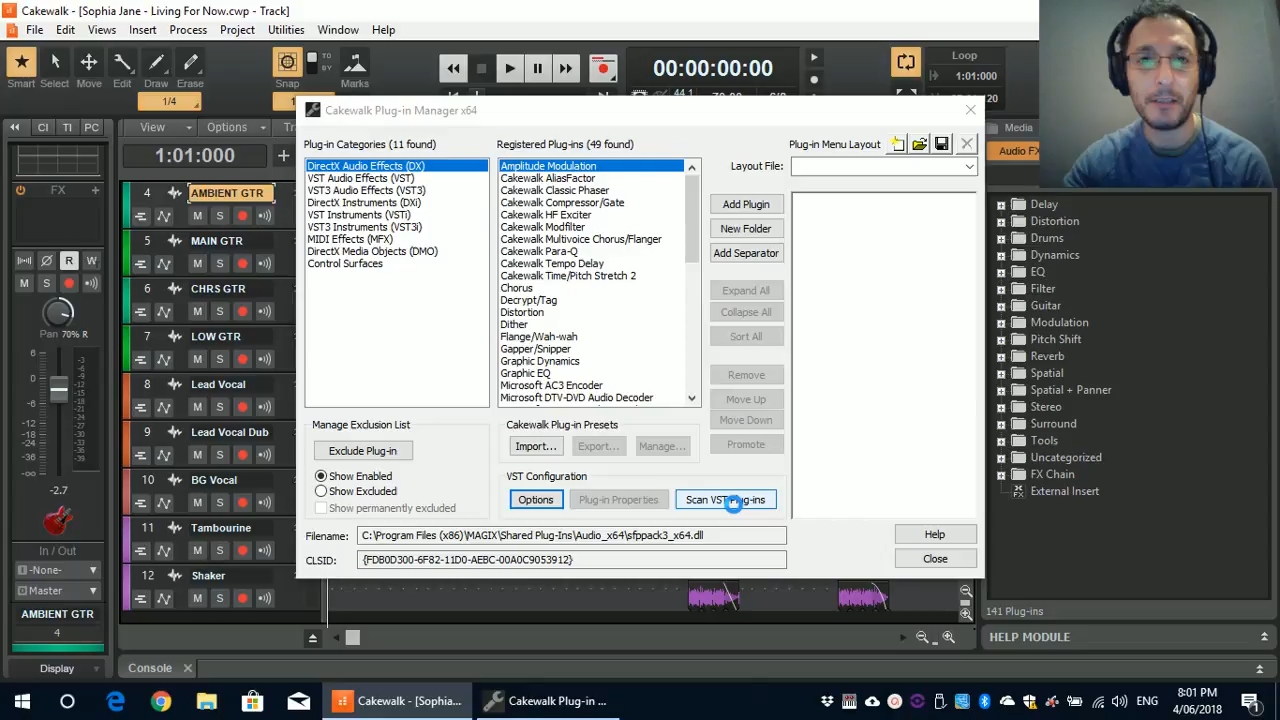 Cakewalk - [Sophia Jane - Living For Now.cwp - Track]
File Edit Views Insert Process Project Utilities Window Help
Smart Select Move Edit Draw Erase Snap TO BY Marks
1/4
00:00:00:00
Loop
1:01:000
44.1
CI TI PC
View Options
1:01:000
FX
4 AMBIENT GTR
M S
5 MAIN GTR
M S
6 CHRS GTR
M S
7 LOW GTR
M S
8 Lead Vocal
M S
9 Lead Vocal Dub
M S
10 BG Vocal
M S
11 Tambourine
M S
12 Shaker
M S
R W
M S
Pan 70% R
6
0
-6
-12
-2.7
In / Out
-None-
Master
AMBIENT GTR
4
Display
Console
Cakewalk Plug-in Manager x64
Plug-in Categories (11 found)
DirectX Audio Effects (DX)
VST Audio Effects (VST)
VST3 Audio Effects (VST3)
DirectX Instruments (DXi)
VST Instruments (VSTi)
VST3 Instruments (VST3i)
MIDI Effects (MFX)
DirectX Media Objects (DMO)
Control Surfaces
Registered Plug-ins (49 found)
Amplitude Modulation
Cakewalk AliasFactor
Cakewalk Classic Phaser
Cakewalk Compressor/Gate
Cakewalk HF Exciter
Cakewalk Modfilter
Cakewalk Multivoice Chorus/Flanger
Cakewalk Para-Q
Cakewalk Tempo Delay
Cakewalk Time/Pitch Stretch 2
Chorus
Decrypt/Tag
Distortion
Dither
Flange/Wah-wah
Gapper/Snipper
Graphic Dynamics
Graphic EQ
Microsoft AC3 Encoder
Microsoft DTV-DVD Audio Decoder
Plug-in Menu Layout
Layout File:
Add Plugin
New Folder
Add Separator
Expand All
Collapse All
Sort All
Remove
Move Up
Move Down
Promote
Manage Exclusion List
Exclude Plug-in
Show Enabled
Show Excluded
Show permanently excluded
Cakewalk Plug-in Presets
Import... Export... Manage...
VST Configuration
Options Plug-in Properties Scan VST Plug-ins
Filename: C:\Program Files (x86)\MAGIX\Shared Plug-Ins\Audio_x64\sfppack3_x64.dll
CLSID: {FDB0D300-6F82-11D0-AEBC-00A0C9053912}
Help
Close
Media
Audio FX
Delay
Distortion
Drums
Dynamics
EQ
Filter
Guitar
Modulation
Pitch Shift
Reverb
Spatial
Spatial + Panner
Stereo
Surround
Tools
Uncategorized
FX Chain
External Insert
141 Plug-ins
HELP MODULE
Cakewalk - [Sophia...
Cakewalk Plug-in ...
ENG
8:01 PM
4/06/2018